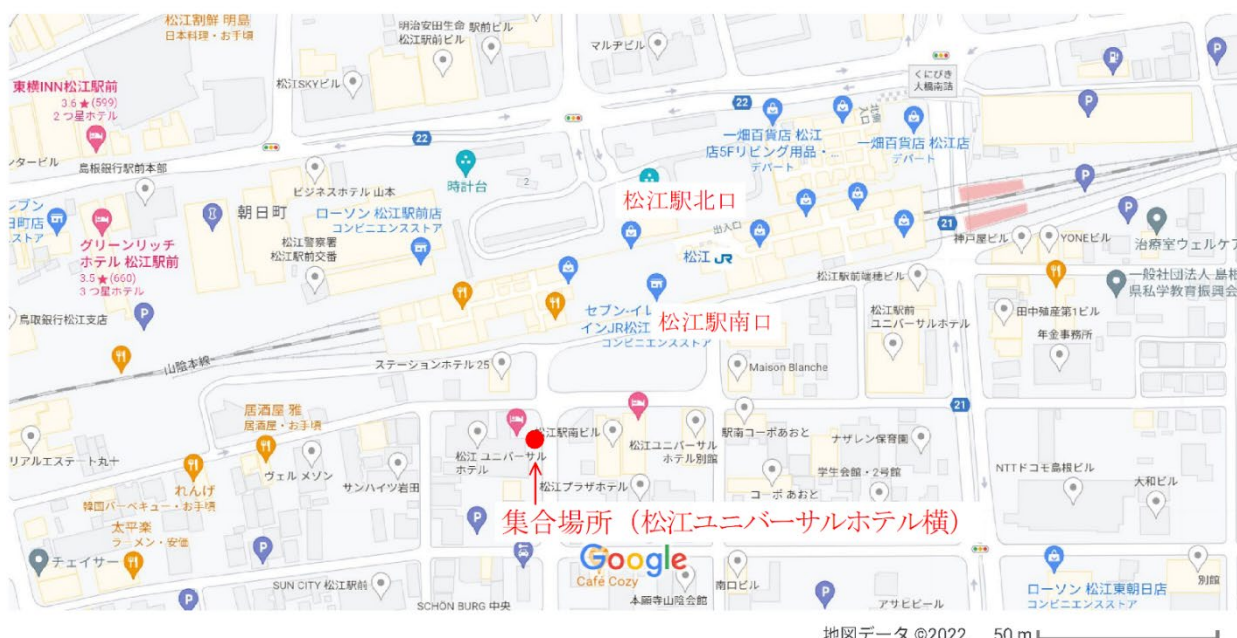 松江割鮮 明島
日本料理・お手頃
明治安田生命
松江駅前ビル
駅前ビル
マルヂビル
東横INN松江駅前
3.6★(599)
2 つ星ホテル
松江SKYビル
くにびき
大橋南詰
22
22
北側
入口
一畑百貨店 松江
店5Fリビング用品・...
デパート
一畑百貨店 松江店
デパート
ンタービル
島根銀行駅前本部
時計台
2
ビジネスホテル 山本
松江駅北口
レブン
日町店
ニストア
朝日町
ローソン 松江駅前店
コンビニエンスストア
出入口
21
グリーンリッチ
ホテル 松江駅前
3.5★(660)
3 つ星ホテル
松江警察署
松江駅前交番
松江 JR
神戸屋ビル
YONEビル
治療室ウェルケア
松江駅前端穂ビル
一般社団法人 島根
県私学教育振興会
鳥取銀行松江支店
セブン-イレ
インJR松江
コンビニエンスストア
松江駅南口
松江駅前
ユニバーサルホテル
田中殖産第1ビル
年金事務所
山陰本線
ステーションホテル 25
Maison Blanche
居酒屋 雅
居酒屋・お手頃
21
リアルエステート丸十
ヴェル メゾン
サンハイツ岩田
松江 ユニバーサル
ホテル
松江駅南ビル
松江ユニバーサル
ホテル別館
駅南コーポあおと
ナザレン保育園
学生会館・2号館
NTTドコモ島根ビル
大和ビル
れんげ
韓国バーベキュー・お手頃
松江プラザホテル
コーポ あおと
太平楽
ラーメン・安価
集合場所（松江ユニバーサルホテル横）
チェイサー
Google
Café Cozy
SUN CITY 松江駅前
SCHÖN BURG 中央
本願寺山陰会館
南口ビル
アサヒビール
ローソン 松江東朝日店
コンビニエンスストア
別館
地図データ ©2022 50 m